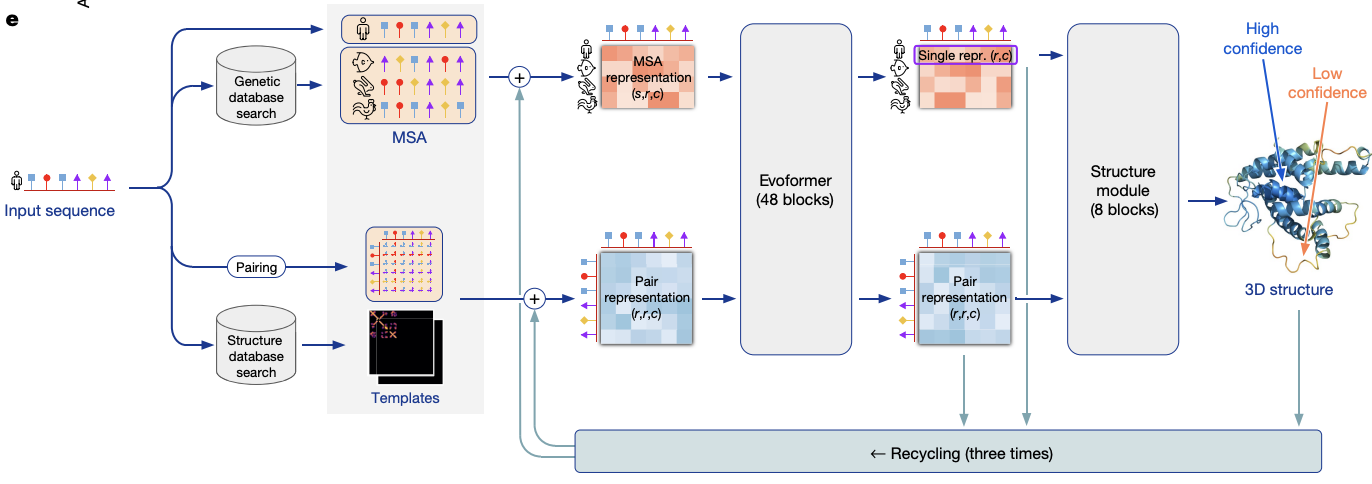 e
A
Input sequence
Genetic
database
search
Pairing
Structure
database
search
MSA
Templates
+
+
MSA
representation
(s,r,c)
Pair
representation
(r,r,c)
Evoformer
(48 blocks)
Single repr. (r,c)
Pair
representation
(r,r,c)
Structure
module
(8 blocks)
High
confidence
Low
confidence
3D structure
← Recycling (three times)